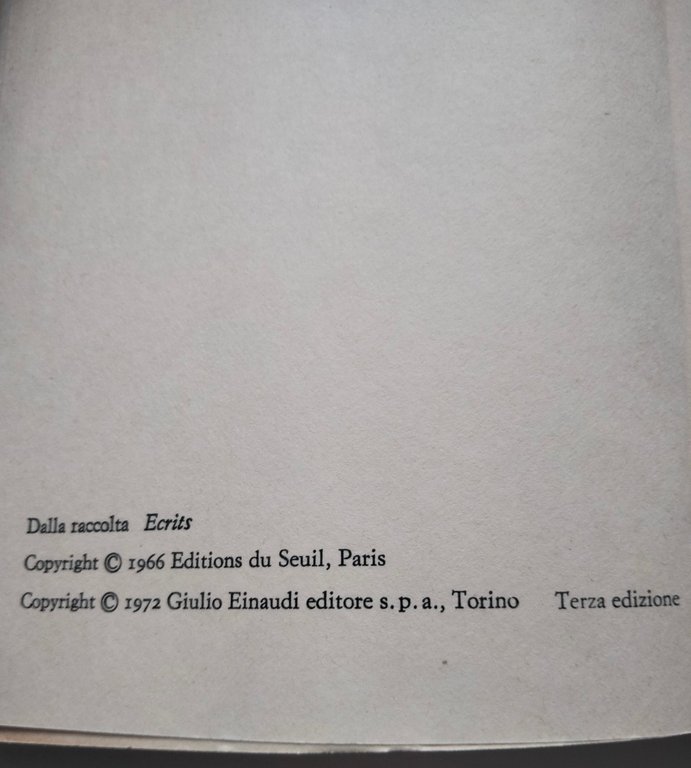 Dalla raccolta Ecrits
Copyright © 1966 Editions du Seuil, Paris
Copyright © 1972 Giulio Einaudi editore s.p.a., Torino Terza edizione